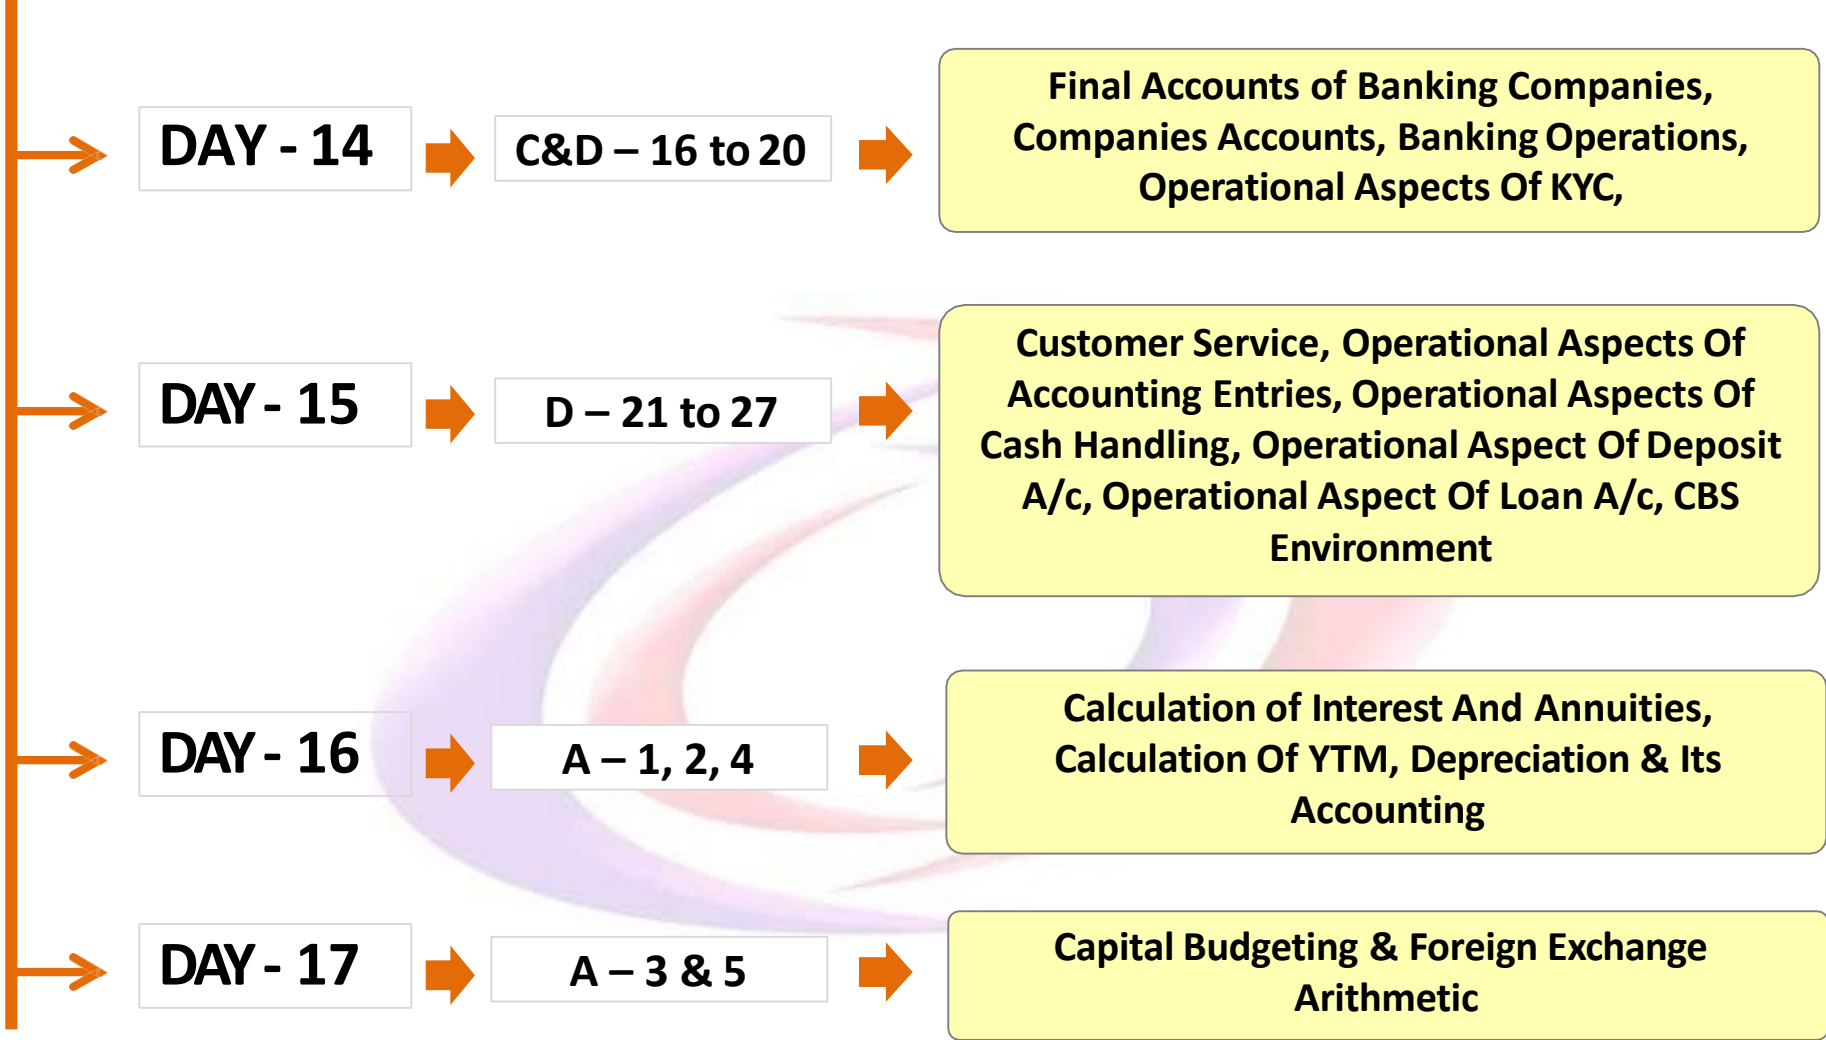 DAY - 14
C&D – 16 to 20
Final Accounts of Banking Companies,
Companies Accounts, Banking Operations,
Operational Aspects Of KYC,
DAY - 15
D – 21 to 27
Customer Service, Operational Aspects Of
Accounting Entries, Operational Aspects Of
Cash Handling, Operational Aspect Of Deposit
A/c, Operational Aspect Of Loan A/c, CBS
Environment
DAY - 16
A – 1, 2, 4
Calculation of Interest And Annuities,
Calculation Of YTM, Depreciation & Its
Accounting
DAY - 17
A – 3 & 5
Capital Budgeting & Foreign Exchange
Arithmetic